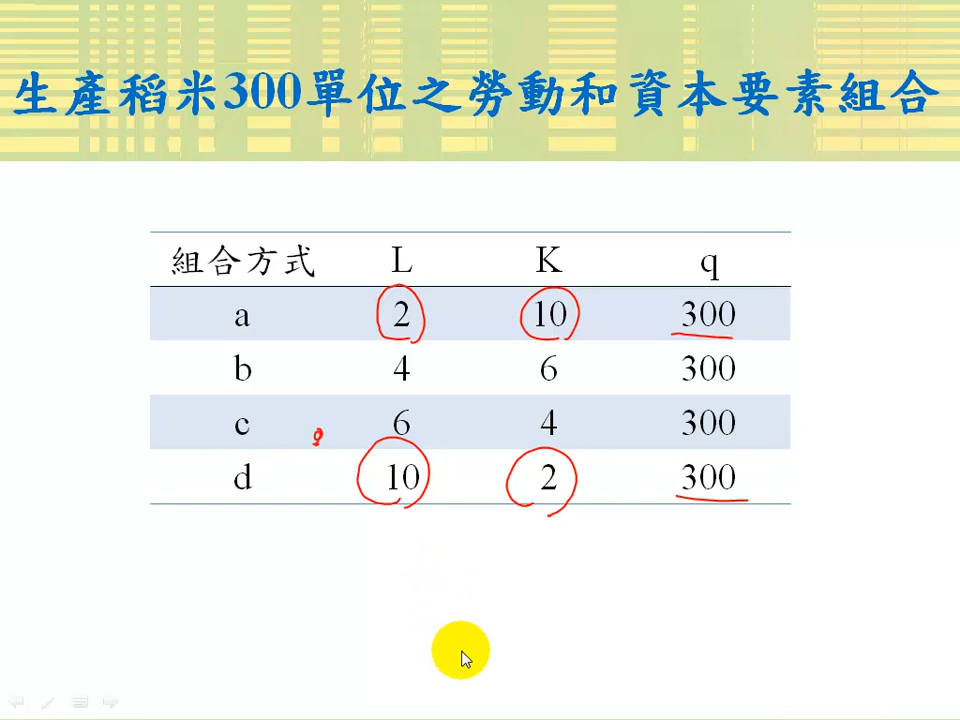 生產稻米300單位之勞動和資本要素組合
組合方式 L K q
a 2 10 300
b 4 6 300
c 6 4 300
d 10 2 300